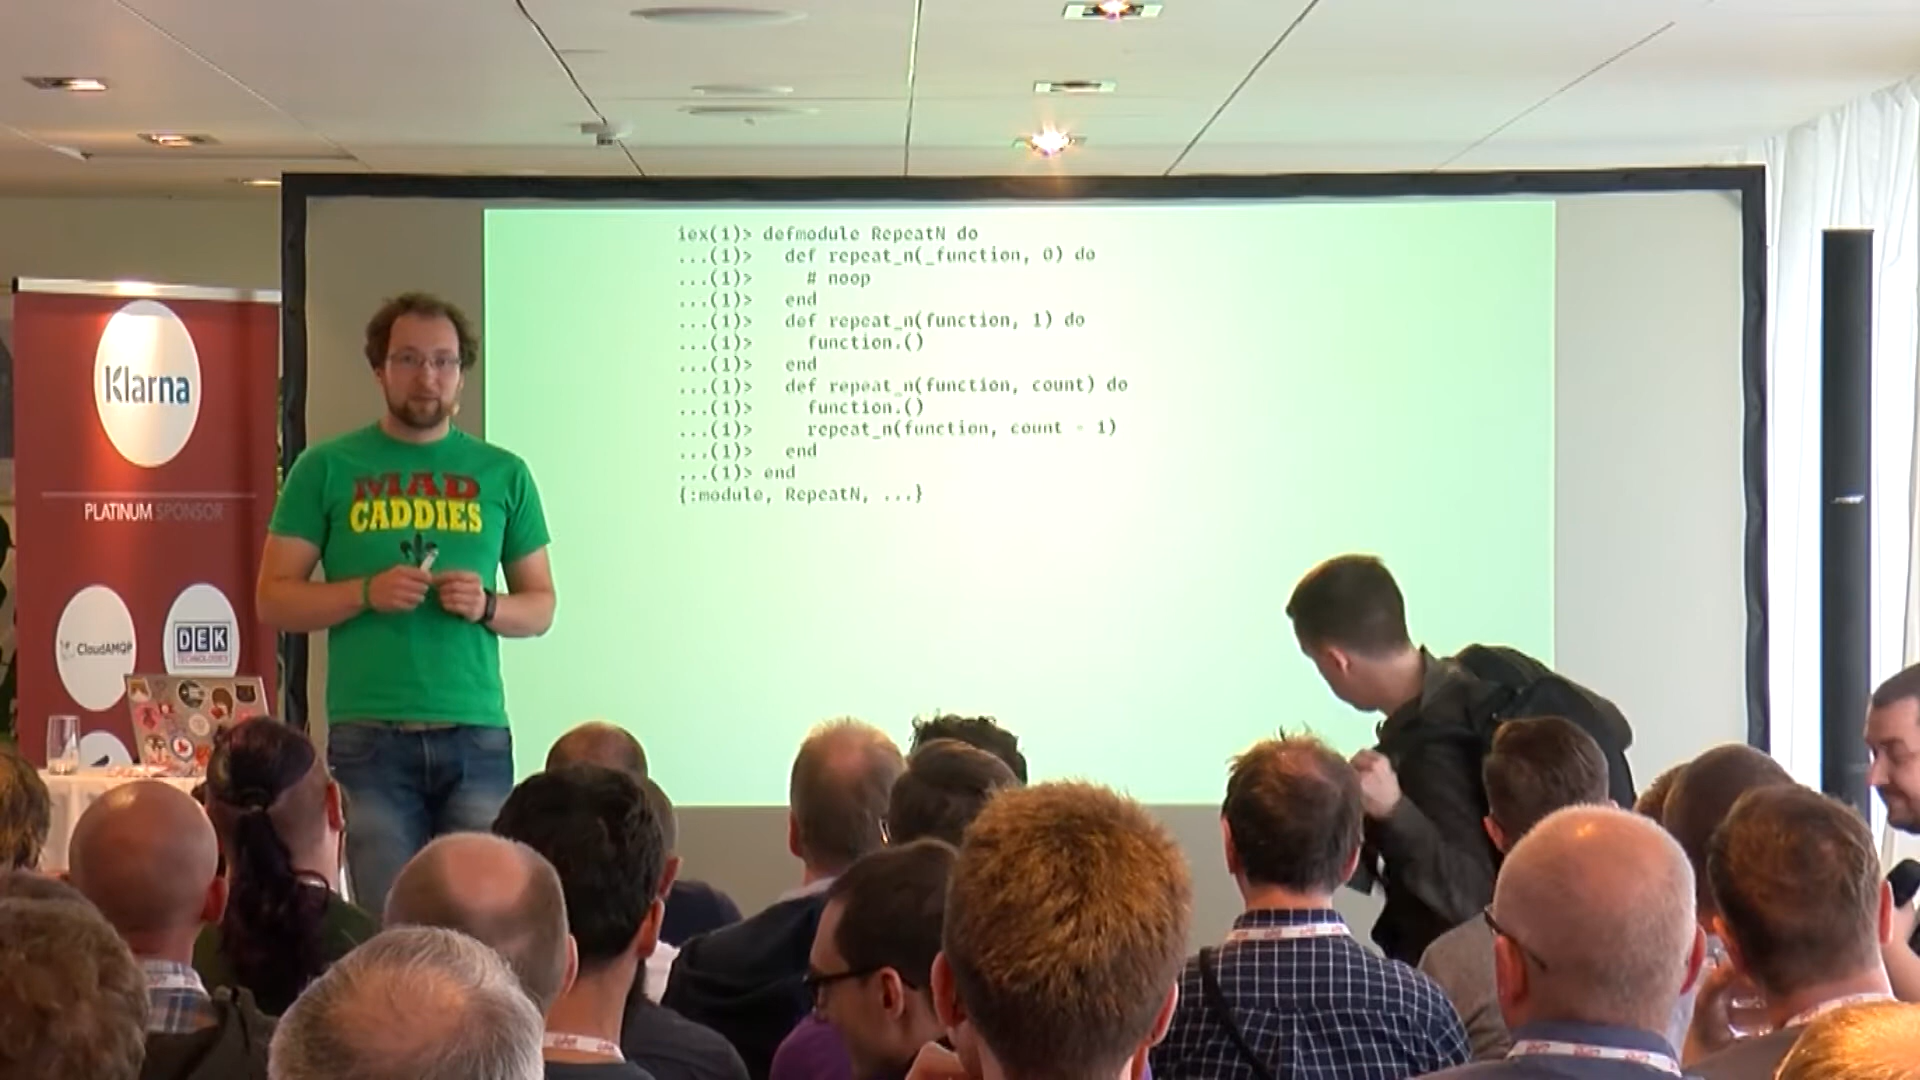 iex(1)> defmodule RepeatN do
...(1)>   def repeat_n(_function, 0) do
...(1)>     # noop
...(1)>   end
...(1)>   def repeat_n(function, 1) do
...(1)>     function.()
...(1)>   end
...(1)>   def repeat_n(function, count) do
...(1)>     function.()
...(1)>     repeat_n(function, count - 1)
...(1)>   end
...(1)> end
{:module, RepeatN, ...}
Klarna
PLATINUM SPONSOR
CloudAMQP
DEK
TECHNOLOGIES
MAD
CADDIES